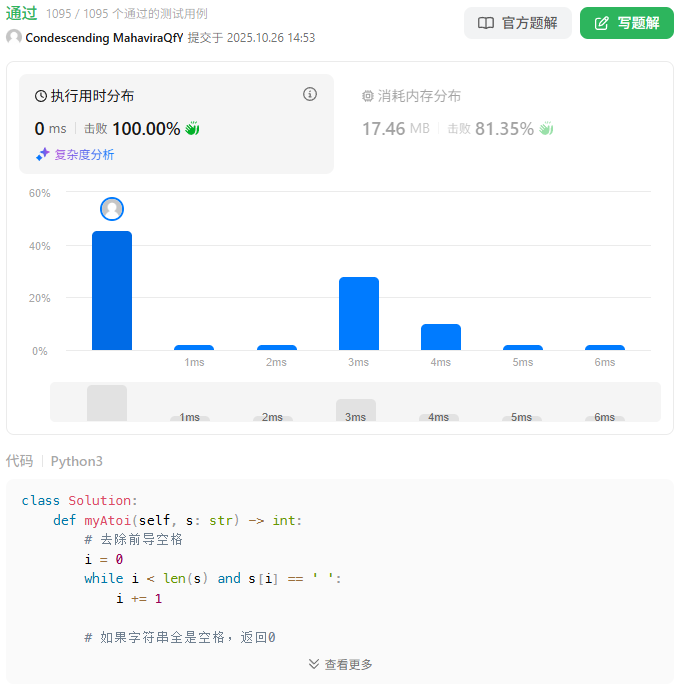 通过 1095 / 1095 个通过的测试用例
官方题解
写题解
Condescending MahaviraQfY 提交于 2025.10.26 14:53
执行用时分布
0 ms 击败 100.00%
复杂度分析
消耗内存分布
17.46 MB 击败 81.35%
60%
40%
20%
0%
1ms 2ms 3ms 4ms 5ms 6ms
1ms 2ms 3ms 4ms 5ms 6ms
代码 Python3
class Solution:
    def myAtoi(self, s: str) -> int:
        # 去除前导空格
        i = 0
        while i < len(s) and s[i] == ' ':
            i += 1
        # 如果字符串全是空格，返回0
查看更多